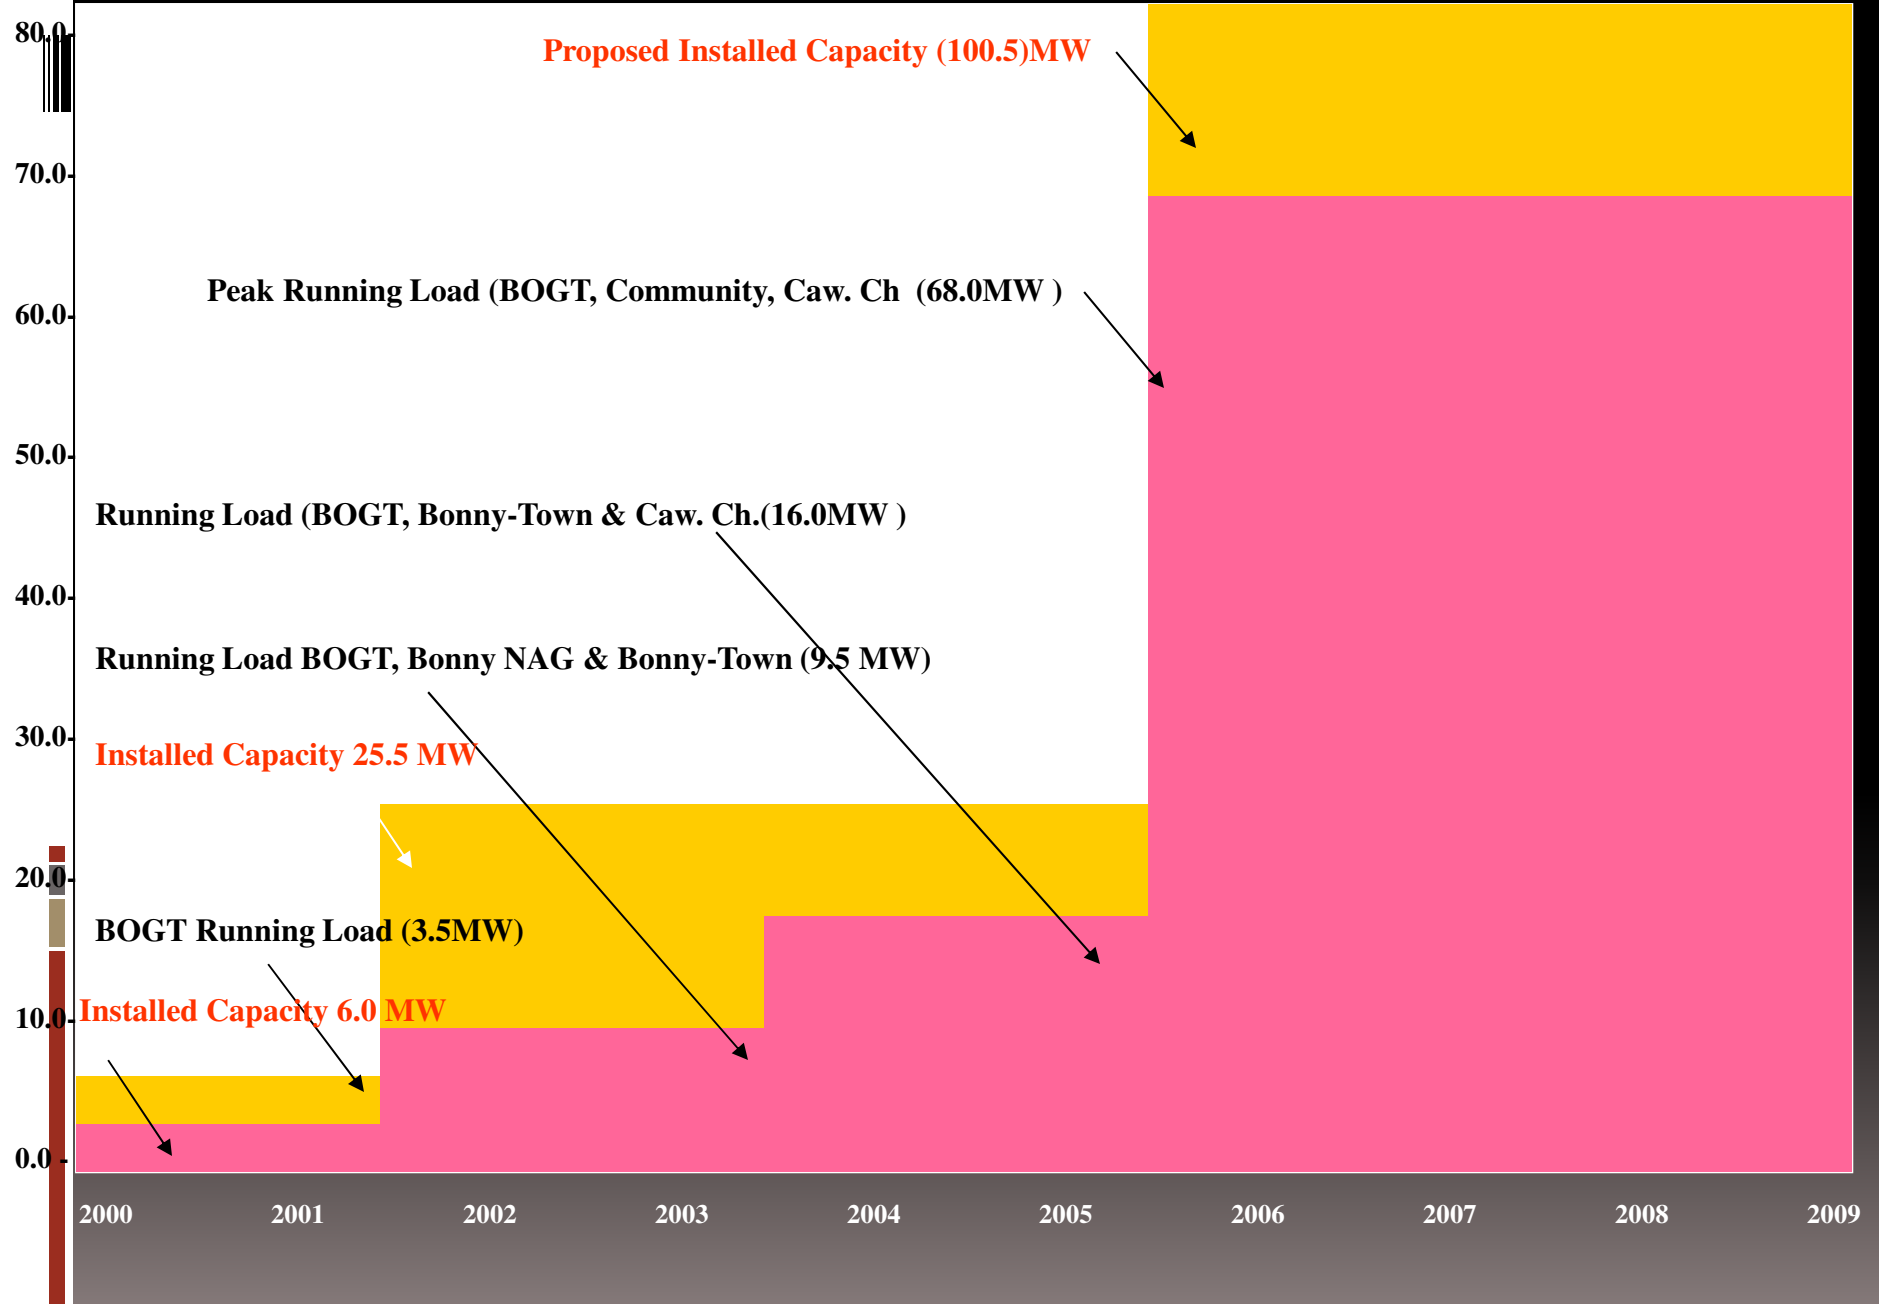 80.0
Proposed Installed Capacity (100.5)MW
70.0
Peak Running Load (BOGT, Community, Caw. Ch (68.0MW )
60.0
50.0
Running Load (BOGT, Bonny-Town & Caw. Ch.(16.0MW )
40.0
Running Load BOGT, Bonny NAG & Bonny-Town (9.5 MW)
30.0
Installed Capacity 25.5 MW
20.0
BOGT Running Load (3.5MW)
10.0
Installed Capacity 6.0 MW
0.0
2000 2001 2002 2003 2004 2005 2006 2007 2008 2009